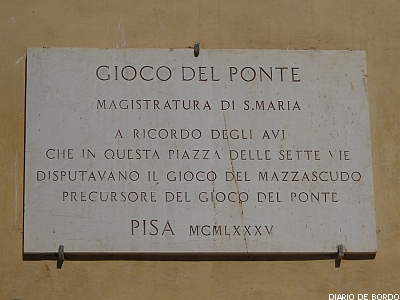 GIOCO DEL PONTE
MAGISTRATURA DI S.MARIA
A RICORDO DEGLI AVI
CHE IN QUESTA PIAZZA DELLE SETTE VIE
DISPUTAVANO IL GIOCO DEL MAZZASCUDO
PRECURSORE DEL GIOCO DEL PONTE
PISA MCMLXXXV
DIARIO DE BORDO